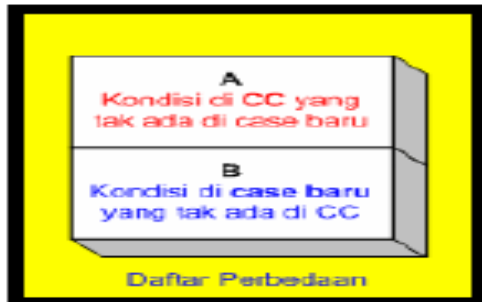 A
Kondisi di CC yang
tak ada di case baru
B
Kondisi di case baru
yang tak ada di CC
Daftar Perbedaan